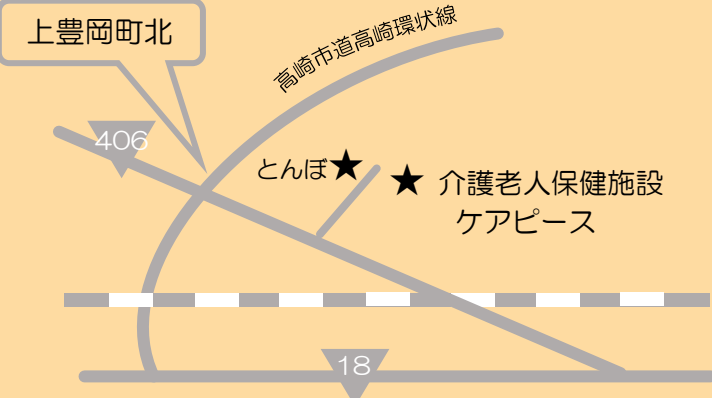 上豊岡町北
高崎市道高崎環状線
406
とんぼ★
★ 介護老人保健施設
ケアピース
18